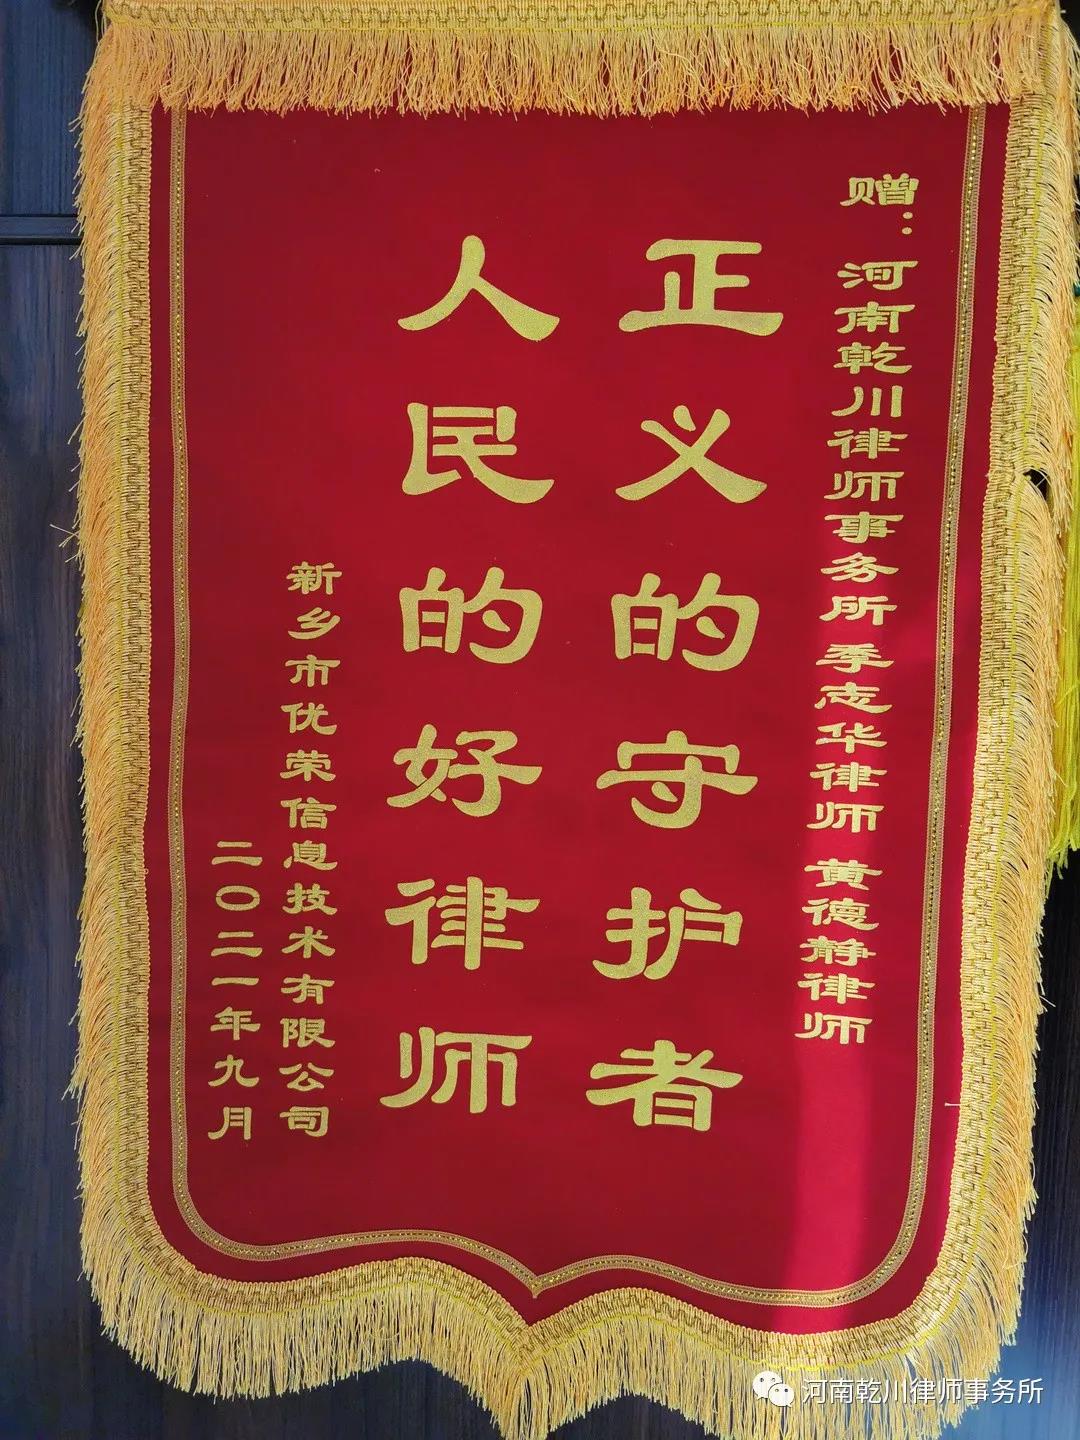 赠：河南乾川律师事务所 季志华律师 黄德静律师
正义的守护者
人民的好律师
新乡市优荣信息技术有限公司
二〇二一年九月
河南乾川律师事务所